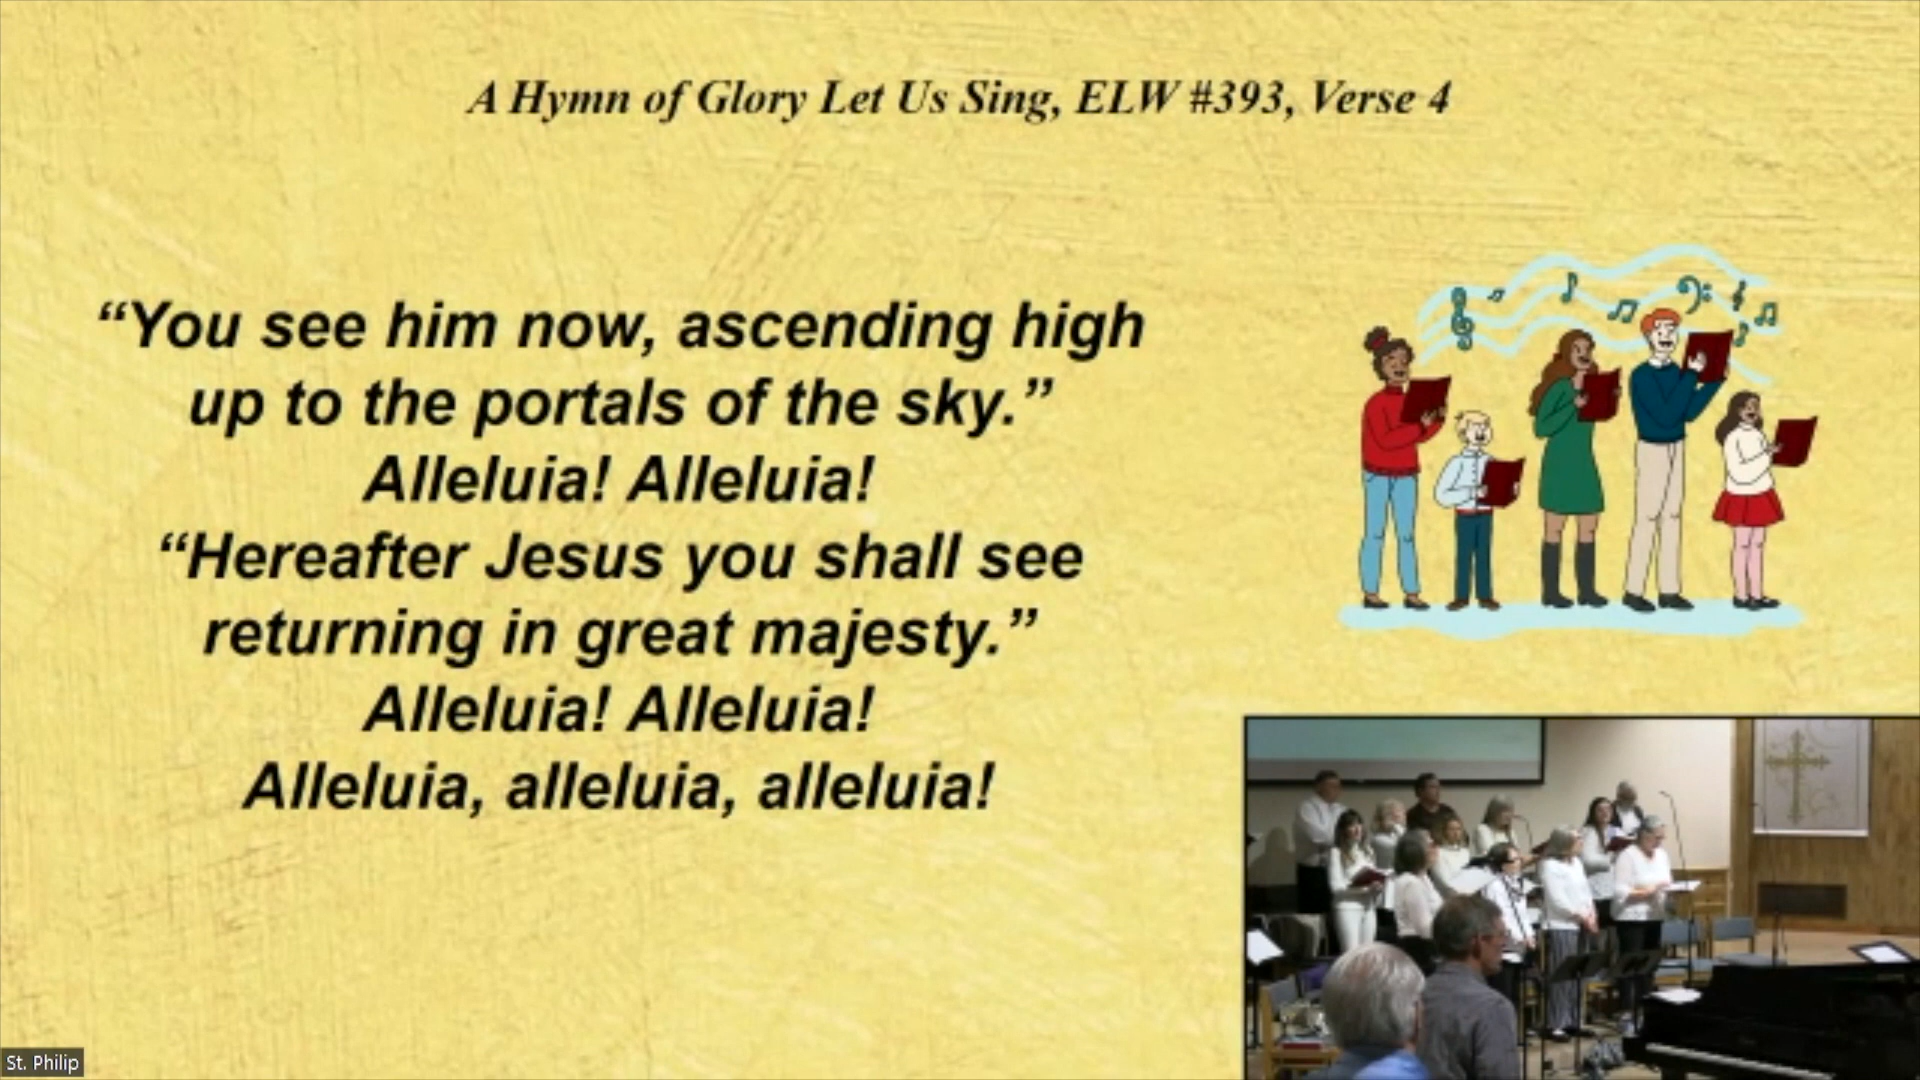 A Hymn of Glory Let Us Sing, ELW #393, Verse 4
“You see him now, ascending high
up to the portals of the sky.”
Alleluia! Alleluia!
“Hereafter Jesus you shall see
returning in great majesty.”
Alleluia! Alleluia!
Alleluia, alleluia, alleluia!
St. Philip